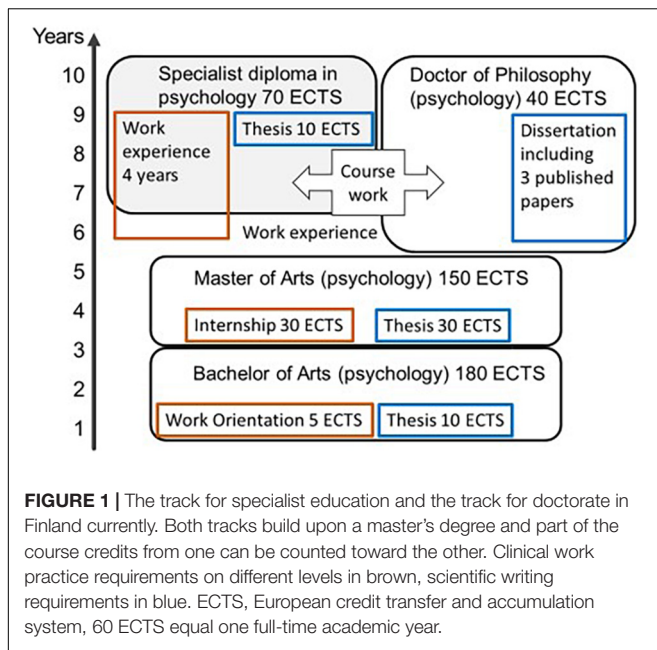 Years
10
9
8
7
6
5
4
3
2
1
Specialist diploma in
psychology 70 ECTS
Work
experience
4 years
Thesis 10 ECTS
Doctor of Philosophy
(psychology) 40 ECTS
Dissertation
including
3 published
papers
Course
work
Work experience
Master of Arts (psychology) 150 ECTS
Internship 30 ECTS
Thesis 30 ECTS
Bachelor of Arts (psychology) 180 ECTS
Work Orientation 5 ECTS
Thesis 10 ECTS
FIGURE 1 | The track for specialist education and the track for doctorate in
Finland currently. Both tracks build upon a master's degree and part of the
course credits from one can be counted toward the other. Clinical work
practice requirements on different levels in brown, scientific writing
requirements in blue. ECTS, European credit transfer and accumulation
system, 60 ECTS equal one full-time academic year.